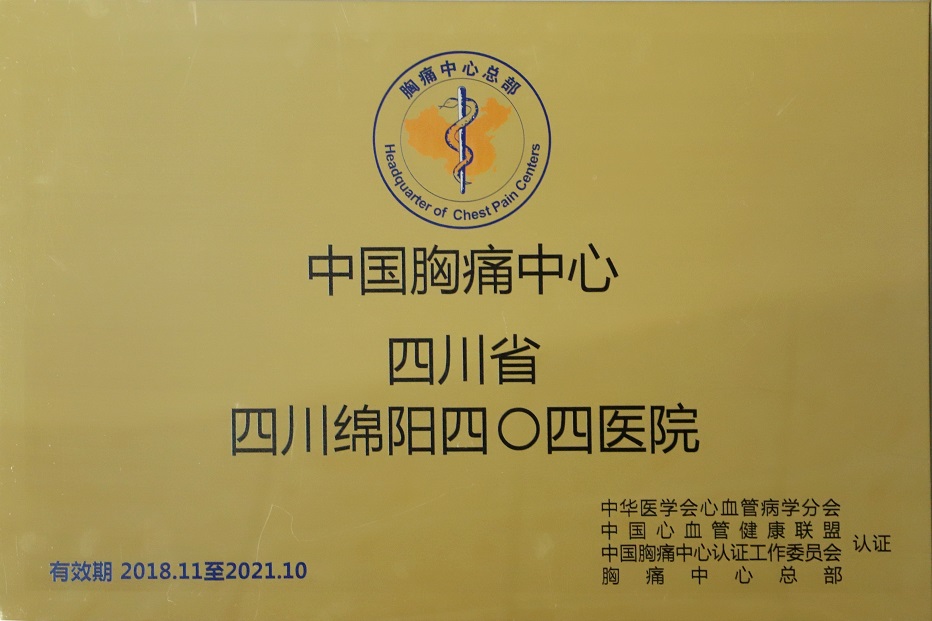 胸痛中心总部
Headquarter of Chest Pain Centers
中国胸痛中心
四川省
四川绵阳四〇四医院
中华医学会心血管病学分会
中国心血管健康联盟
中国胸痛中心认证工作委员会
胸痛中心总部
认证
有效期 2018.11至2021.10